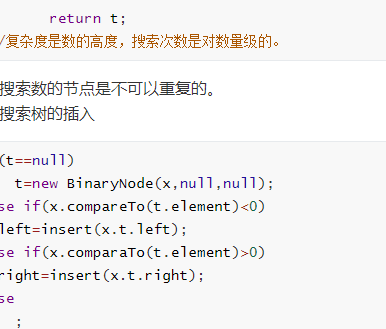 return t;
/复杂度是数的高度，搜索次数是对数量级的。
搜索数的节点是不可以重复的。
搜索树的插入
(t==null)
t=new BinaryNode(x,null,null);
se if(x.compareTo(t.element)<0)
left=insert(x.t.left);
se if(x.comparaTo(t.element)>0)
right=insert(x.t.right);
se
;